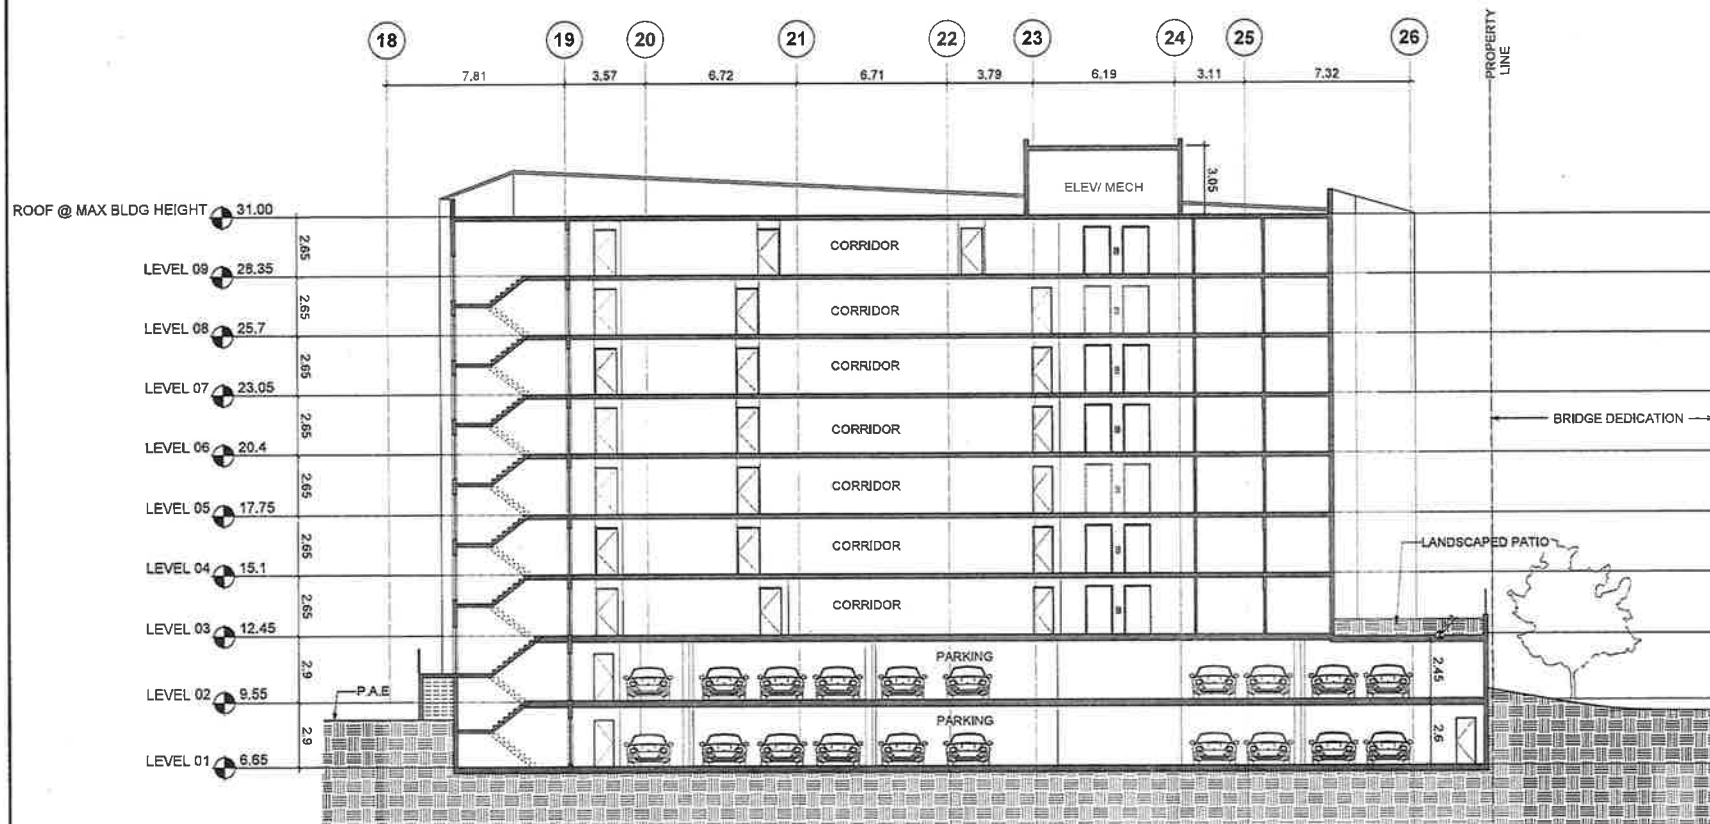 18 19 20 21 22 23 24 25 26
PROPERTY
LINE
7.81 3.57 6.72 6.71 3.79 6.19 3.11 7.32
3.05
ELEV/ MECH
ROOF @ MAX BLDG HEIGHT 31.00
2.65
CORRIDOR
LEVEL 09 28.35
2.65
CORRIDOR
LEVEL 08 25.7
2.65
CORRIDOR
LEVEL 07 23.05
2.65
CORRIDOR
BRIDGE DEDICATION
LEVEL 06 20.4
2.65
CORRIDOR
LEVEL 05 17.75
2.65
CORRIDOR
LANDSCAPED PATIO
LEVEL 04 15.1
2.65
CORRIDOR
LEVEL 03 12.45
2.9
PARKING
2.45
P.A.E
LEVEL 02 9.55
2.9
PARKING
2.6
LEVEL 01 6.65